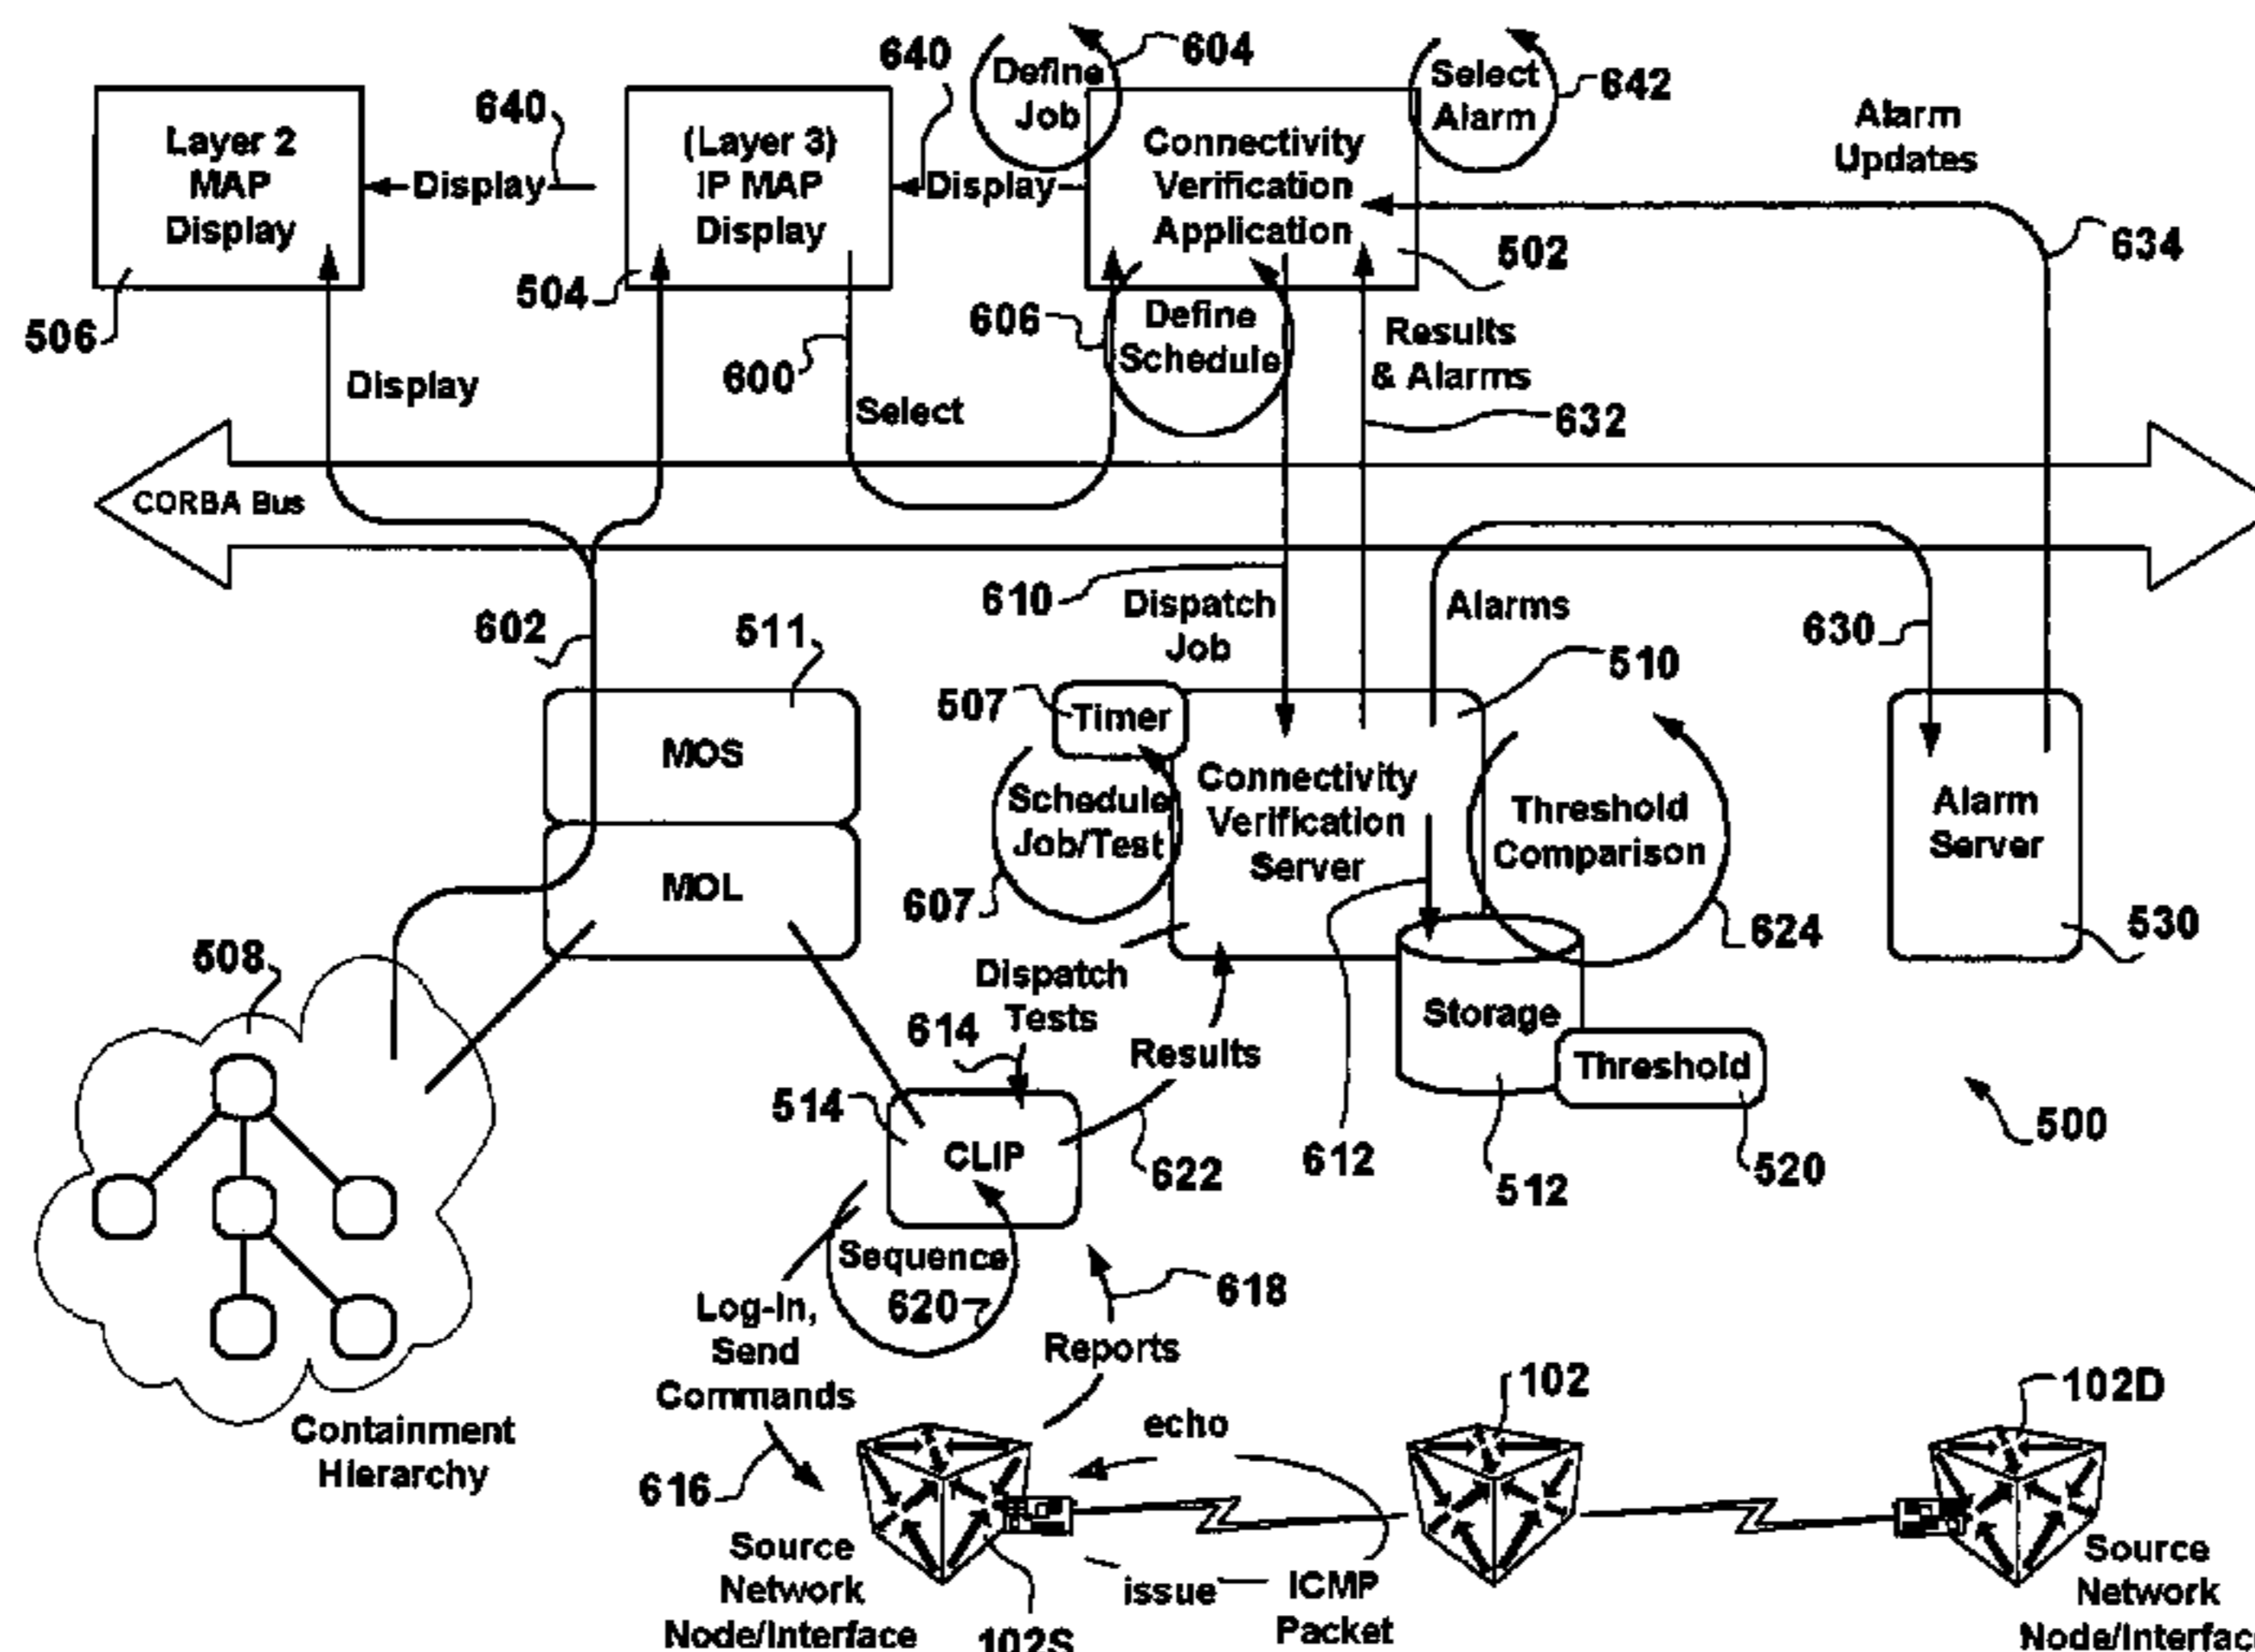 640
Define
Job
604
Select
Alarm
642
Layer 2
MAP
Display
640
Display
(Layer 3)
IP MAP
Display
Display
Connectivity
Verification
Application
502
Alarm
Updates
634
506
504
600
Display
Select
606
Define
Schedule
Results
& Alarms
632
CORBA Bus
602
511
610
Dispatch
Job
Alarms
630
510
507
Timer
MOS
MOL
Schedule
Job/Test
607
Connectivity
Verification
Server
Threshold
Comparison
624
Alarm
Server
530
508
Dispatch
Tests
614
Results
612
Storage
Threshold
512
520
500
514
CLIP
622
Sequence
620
618
Log-In,
Send
Commands
616
Reports
Containment
Hierarchy
echo
102
102D
issue
ICMP
Packet
Source
Network
Node/Interface
102S
Source
Network
Node/Interfac